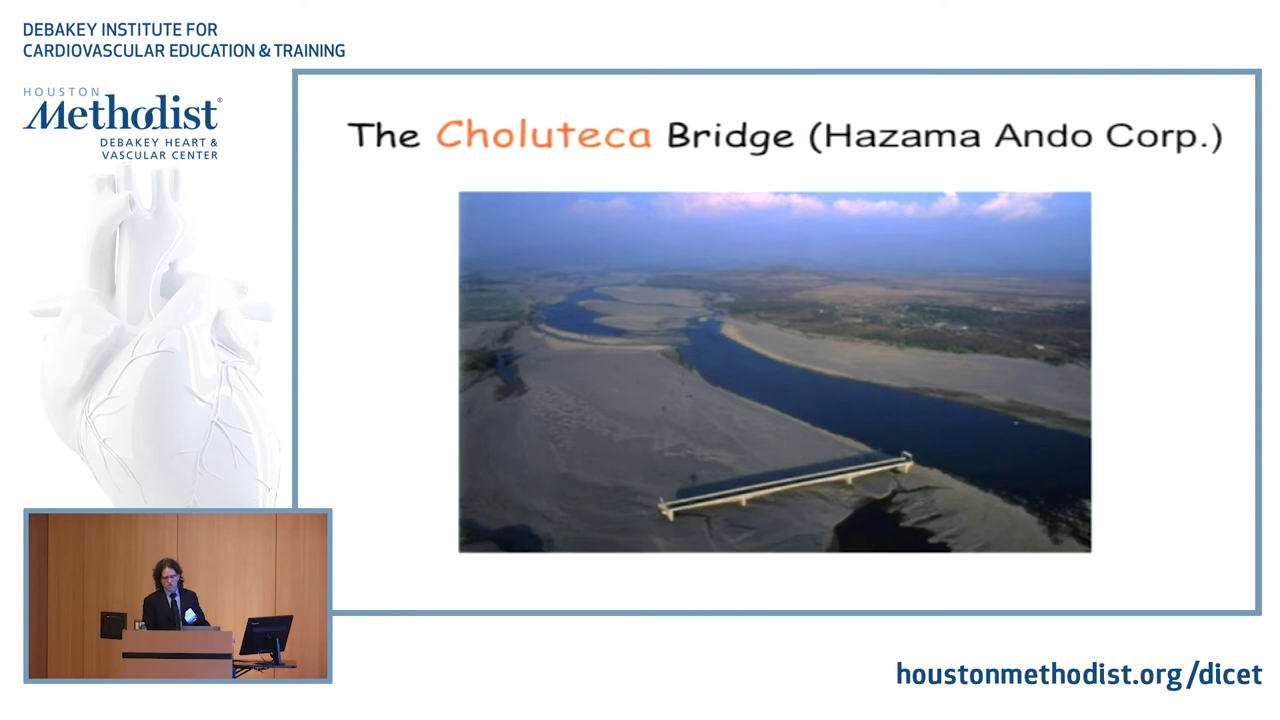 DEBAKEY INSTITUTE FOR
CARDIOVASCULAR EDUCATION & TRAINING
HOUSTON
Methodist®
DEBAKEY HEART &
VASCULAR CENTER
The Choluteca Bridge (Hazama Ando Corp.)
houstonmethodist.org/dicet